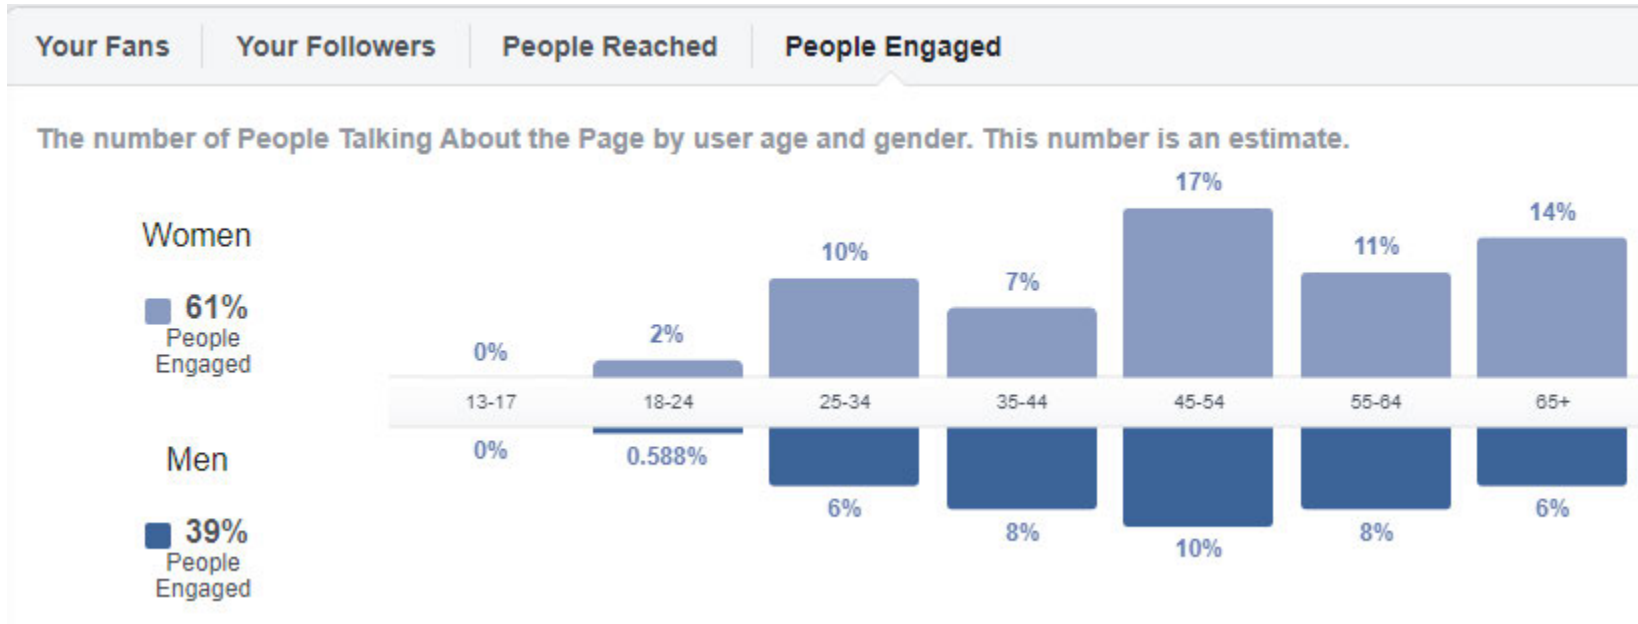 Your Fans Your Followers People Reached People Engaged
The number of People Talking About the Page by user age and gender. This number is an estimate.
Women
61%
People
Engaged
0% 2% 10% 7% 17% 11% 14%
13-17 18-24 25-34 35-44 45-54 55-64 65+
0% 0.588% 6% 8% 10% 8% 6%
Men
39%
People
Engaged